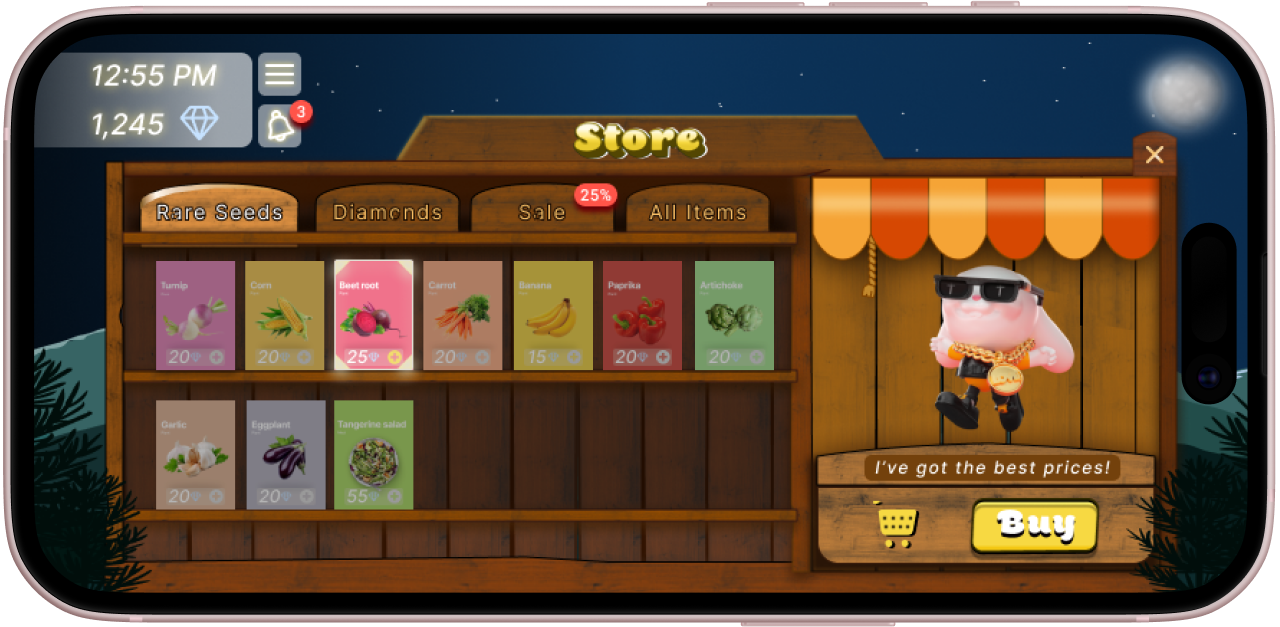 12:55 PM
1,245
3
Store
Rare Seeds
Diamonds
Sale
25%
All Items
Turnip
20
Corn
20
Beet root
25
Carrot
20
Banana
15
Paprika
20
Artichoke
20
Garlic
20
Eggplant
20
Tangerine salad
55
I've got the best prices!
Buy